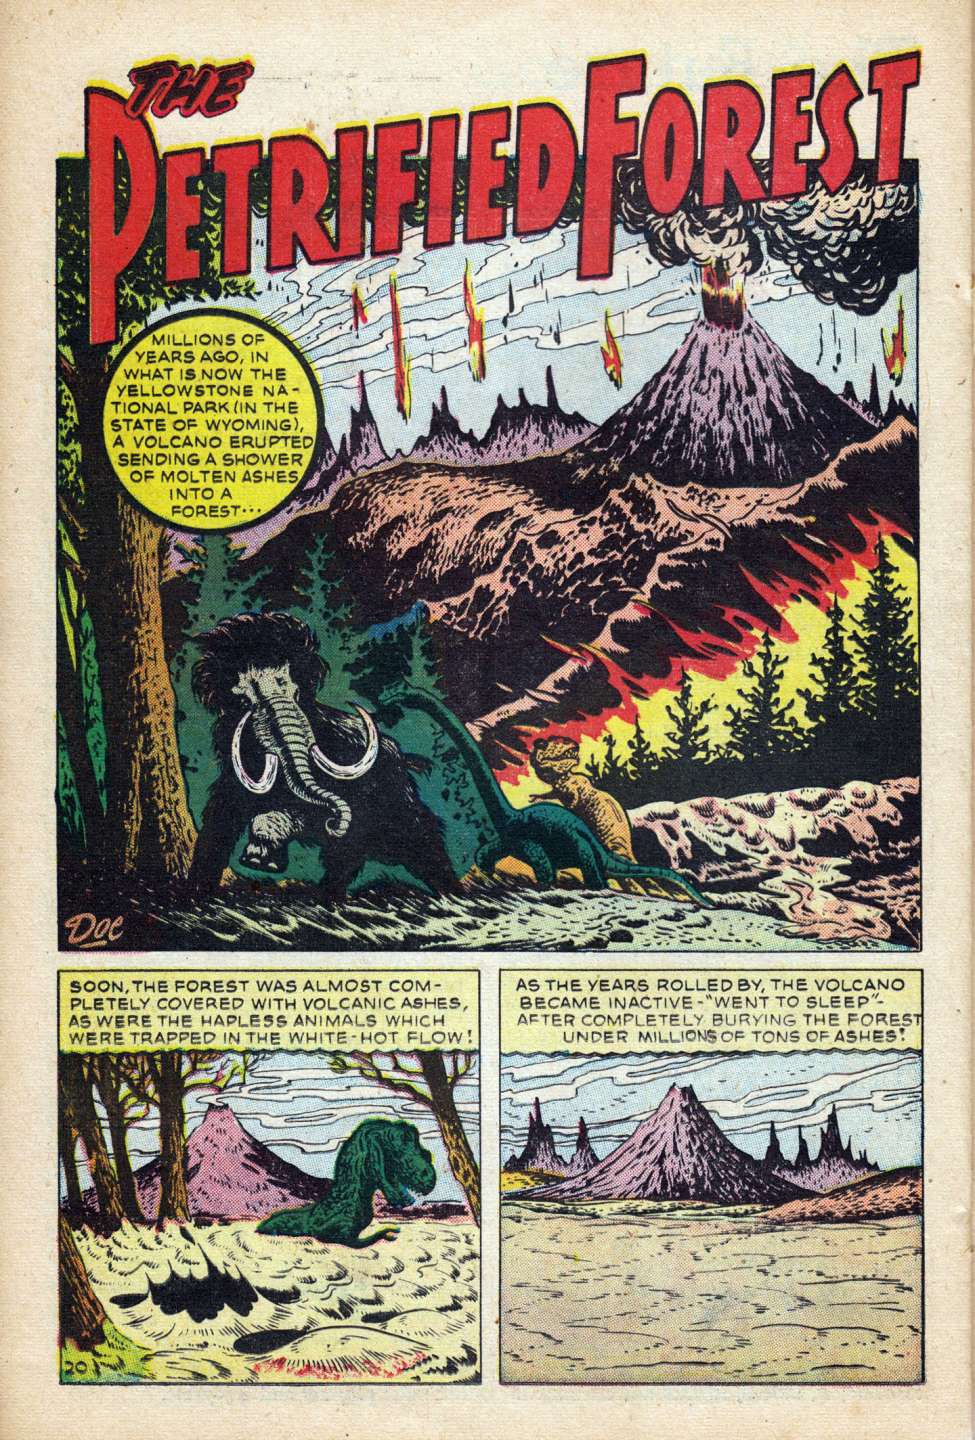 THE
PETRIFIED FOREST
MILLIONS OF
YEARS AGO, IN
WHAT IS NOW THE
YELLOWSTONE NA-
TIONAL PARK (IN THE
STATE OF WYOMING),
A VOLCANO ERUPTED
SENDING A SHOWER
OF MOLTEN ASHES
INTO A
FOREST...
Doc
SOON, THE FOREST WAS ALMOST COM-
PLETELY COVERED WITH VOLCANIC ASHES,
AS WERE THE HAPLESS ANIMALS WHICH
WERE TRAPPED IN THE WHITE-HOT FLOW!
AS THE YEARS ROLLED BY, THE VOLCANO
BECAME INACTIVE-"WENT TO SLEEP"-
AFTER COMPLETELY BURYING THE FOREST
UNDER MILLIONS OF TONS OF ASHES!
20